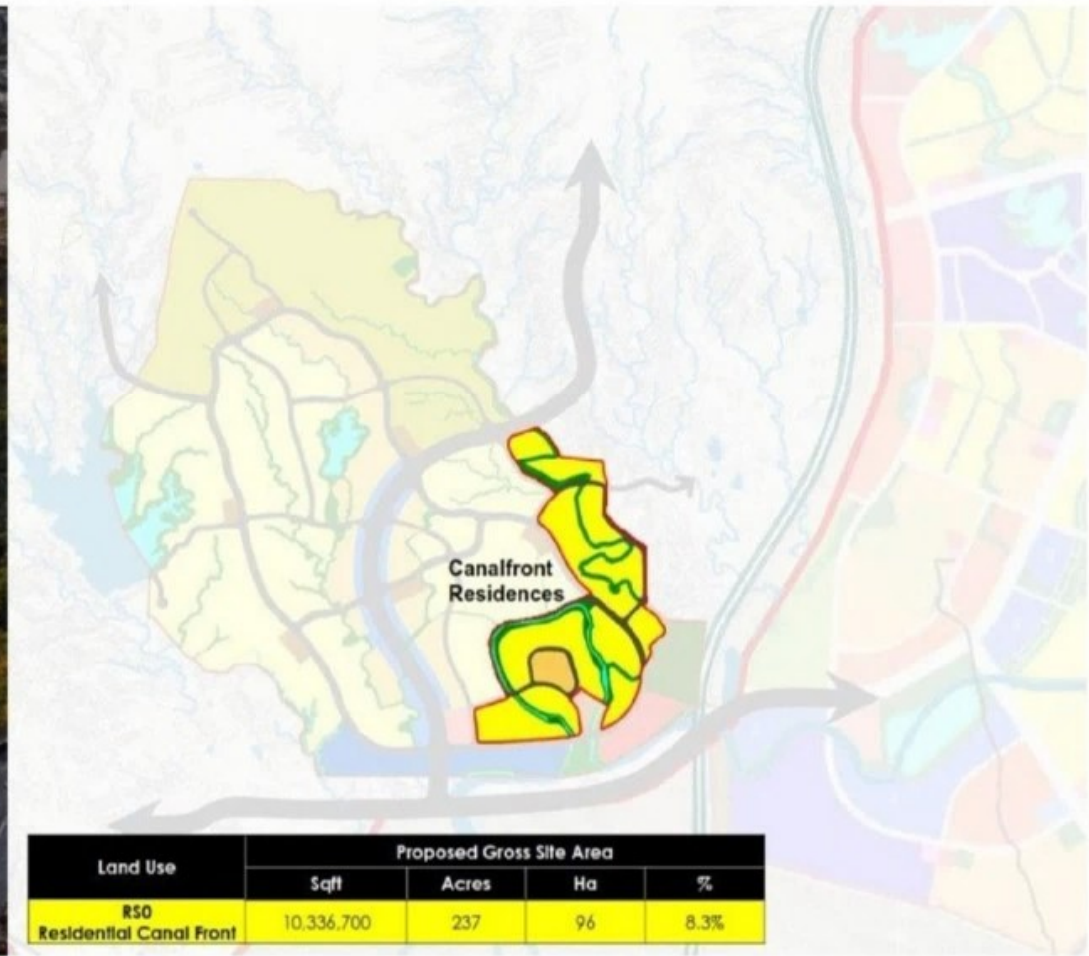 Canalfront
Residences
Land Use
Proposed Gross Site Area
Sqft Acres Ha %
RS0
Residential Canal Front
10,336,700 237 96 8.3%